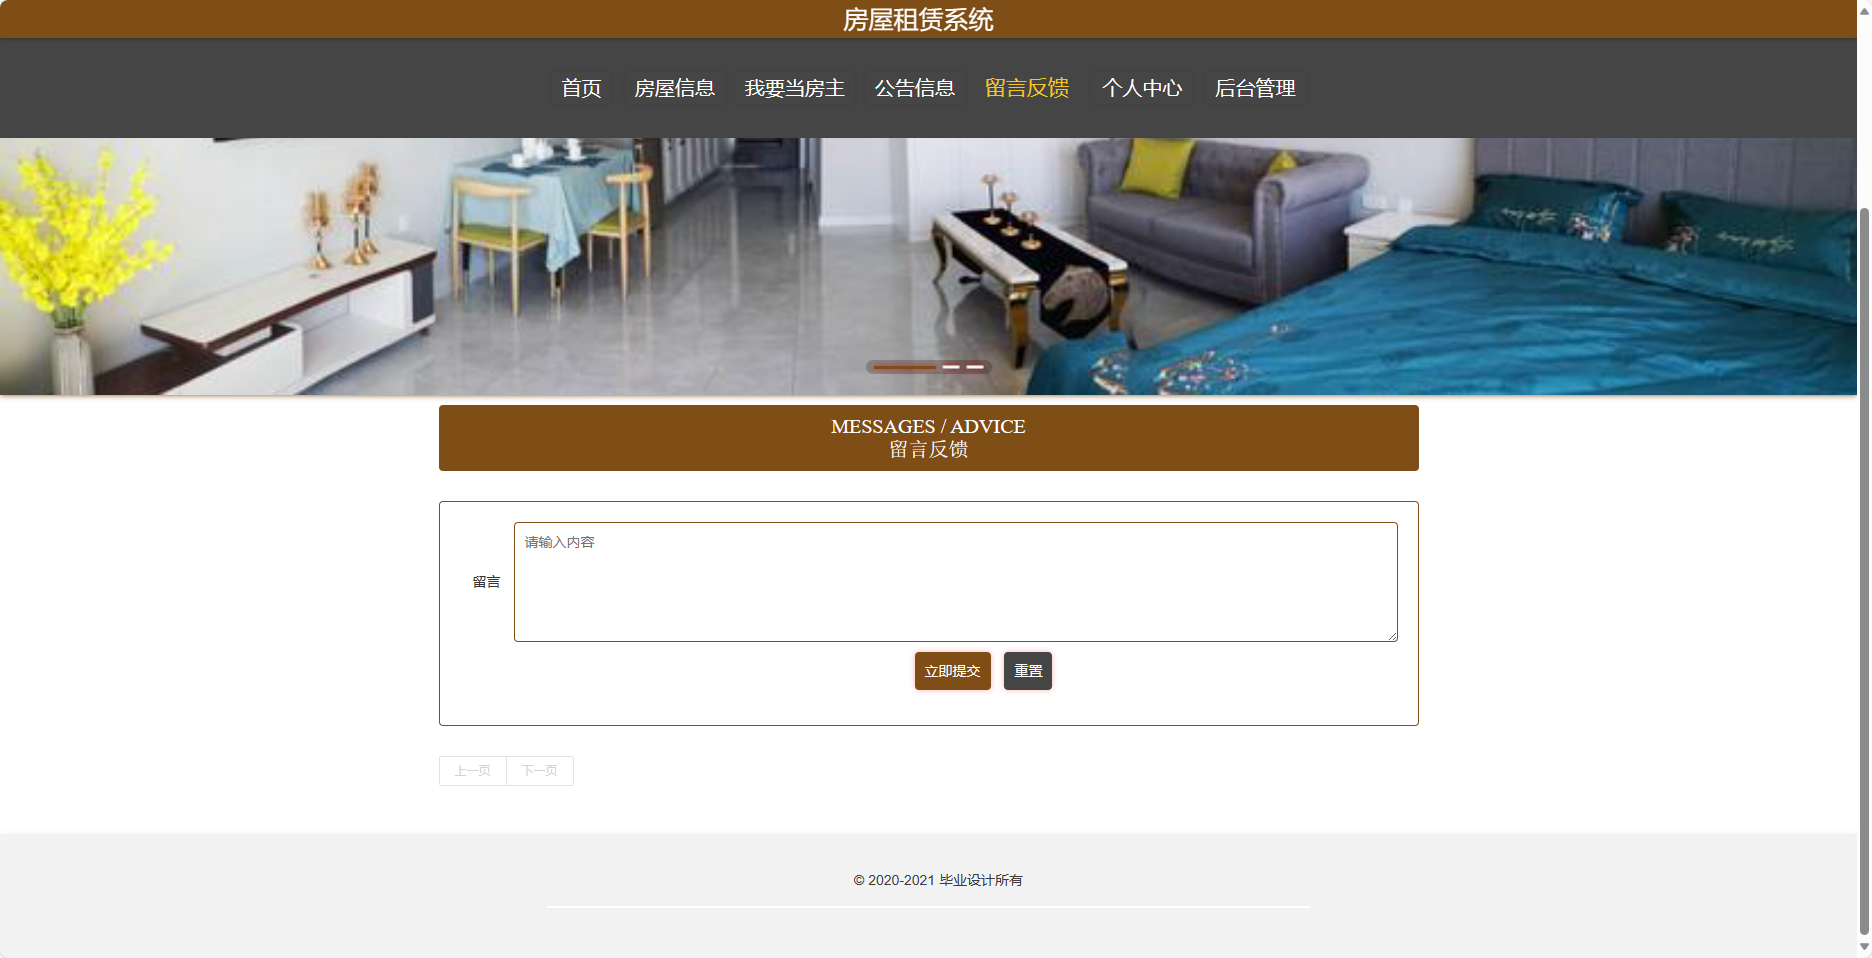 房屋租赁系统
首页 房屋信息 我要当房主 公告信息 留言反馈 个人中心 后台管理
MESSAGES / ADVICE
留言反馈
请输入内容
留言
立即提交 重置
上一页 下一页
© 2020-2021 毕业设计所有